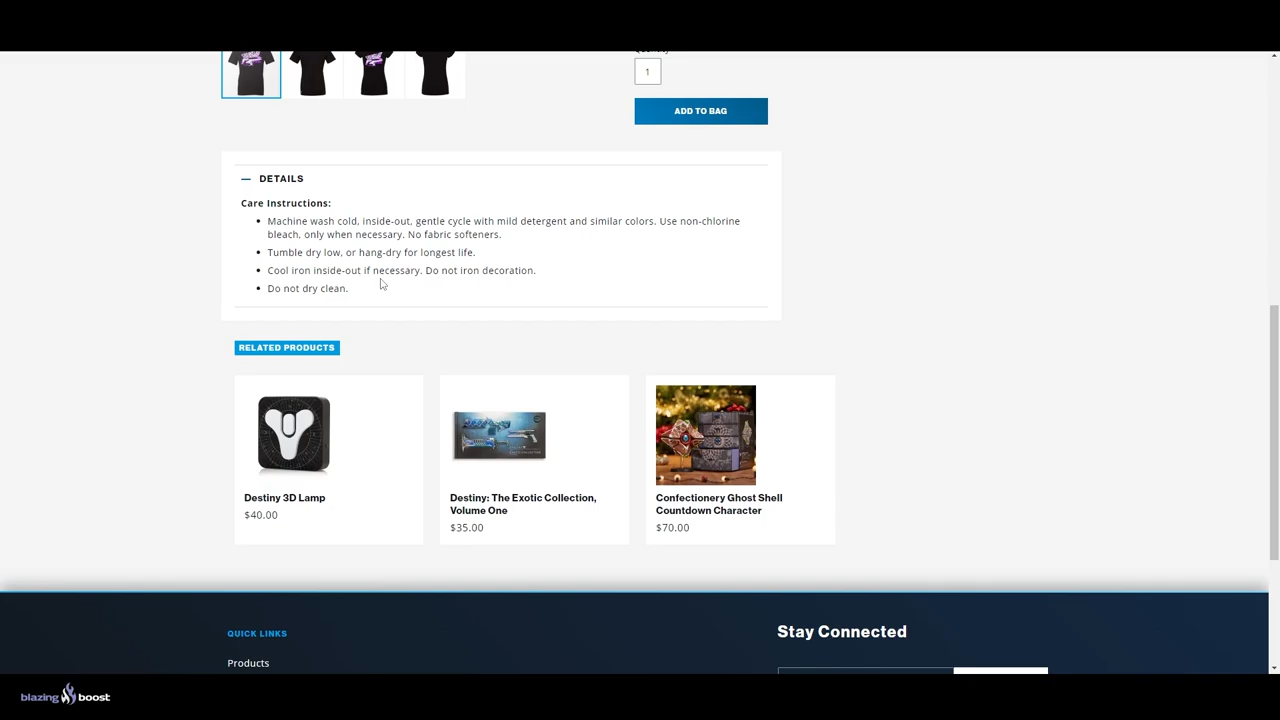 1
ADD TO BAG
DETAILS
Care Instructions:
Machine wash cold, inside-out, gentle cycle with mild detergent and similar colors. Use non-chlorine
bleach, only when necessary. No fabric softeners.
Tumble dry low, or hang-dry for longest life.
Cool iron inside-out if necessary. Do not iron decoration.
Do not dry clean.
RELATED PRODUCTS
Destiny 3D Lamp
$40.00
Destiny: The Exotic Collection,
Volume One
$35.00
Confectionery Ghost Shell
Countdown Character
$70.00
QUICK LINKS
Products
Stay Connected
blazing boost